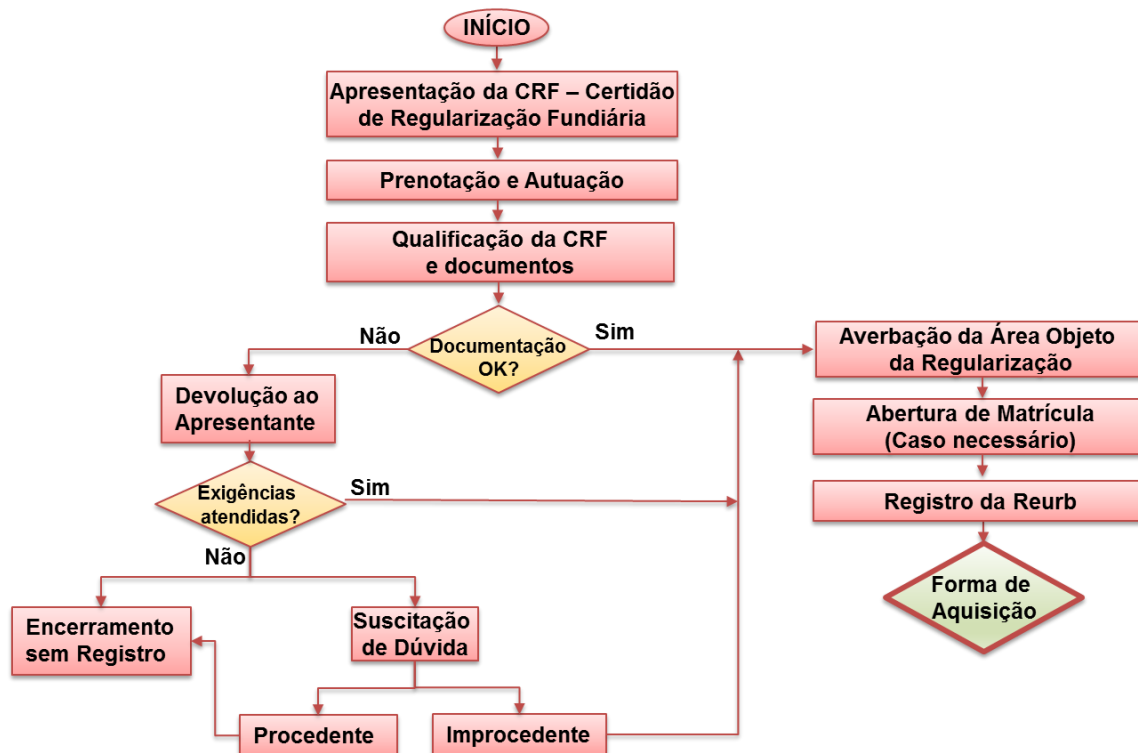 INÍCIO
Apresentação da CRF – Certidão
de Regularização Fundiária
Prenotação e Autuação
Qualificação da CRF
e documentos
Não
Documentação
OK?
Sim
Averbação da Área Objeto
da Regularização
Devolução ao
Apresentante
Abertura de Matrícula
(Caso necessário)
Exigências
atendidas?
Sim
Registro da Reurb
Não
Forma de
Aquisição
Encerramento
sem Registro
Suscitação
de Dúvida
Procedente
Improcedente